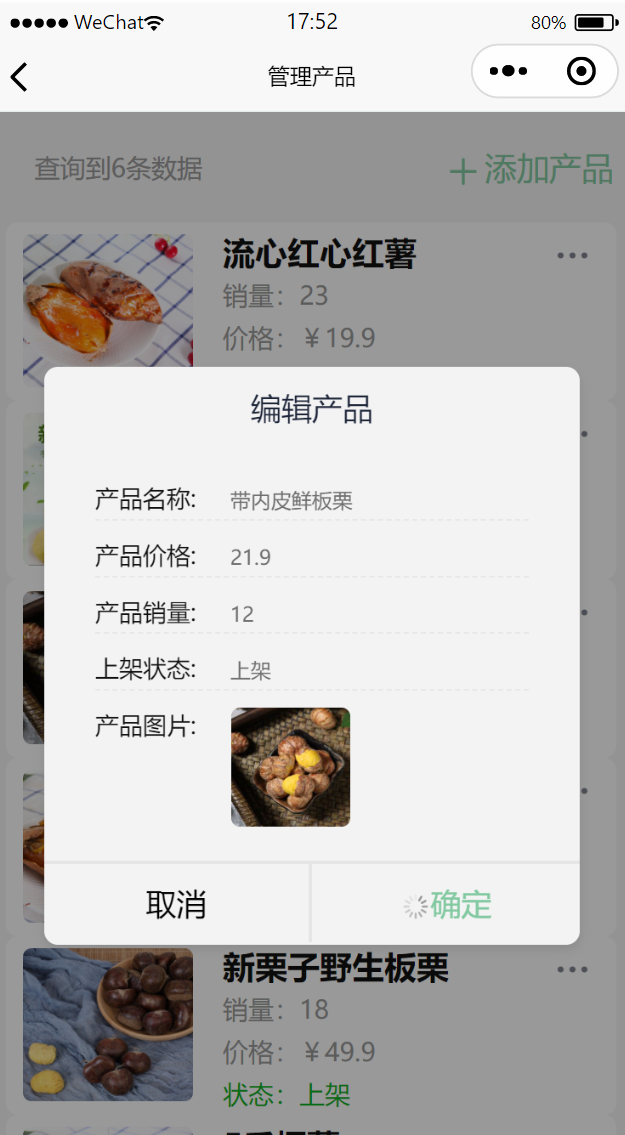 WeChat 17:52 80%
管理产品
查询到6条数据
+ 添加产品
流心红心红薯
销量：23
价格：￥19.9
编辑产品
产品名称: 带内皮鲜板栗
产品价格: 21.9
产品销量: 12
上架状态: 上架
产品图片:
取消 确定
新栗子野生板栗
销量：18
价格：￥49.9
状态：上架